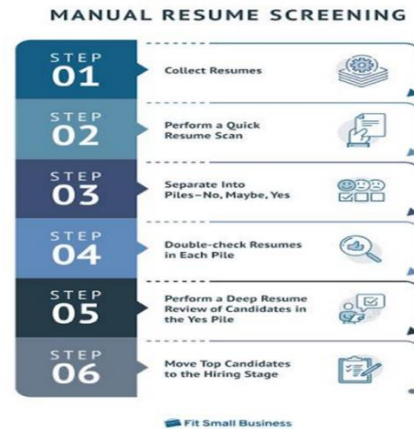 MANUAL RESUME SCREENING
STEP
01
Collect Resumes
STEP
02
Perform a Quick
Resume Scan
STEP
03
Separate Into
Piles–No, Maybe, Yes
STEP
04
Double-check Resumes
in Each Pile
STEP
05
Perform a Deep Resume
Review of Candidates in
the Yes Pile
STEP
06
Move Top Candidates
to the Hiring Stage
Fit Small Business